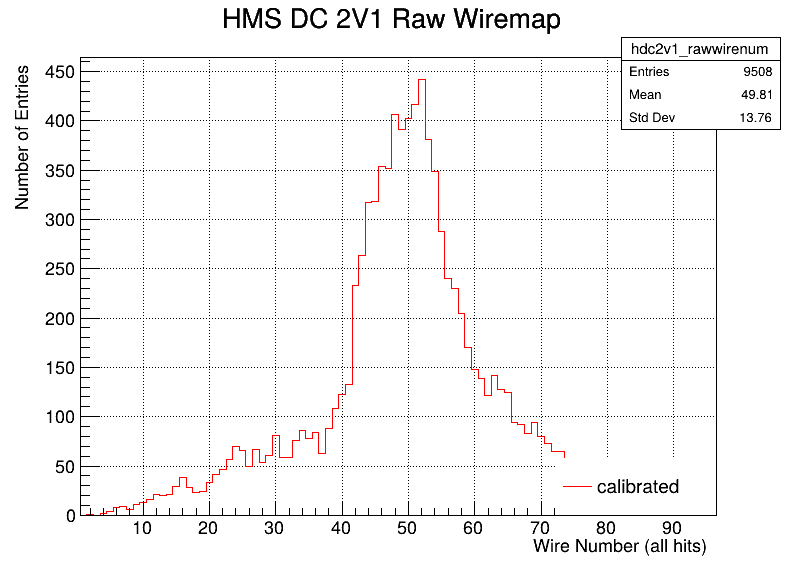 HMS DC 2V1 Raw Wiremap
hdc2v1_rawwirenum
Entries 9508
Mean 49.81
Std Dev 13.76
Number of Entries
450
400
350
300
250
200
150
100
50
0
10 20 30 40 50 60 70 80 90
Wire Number (all hits)
calibrated